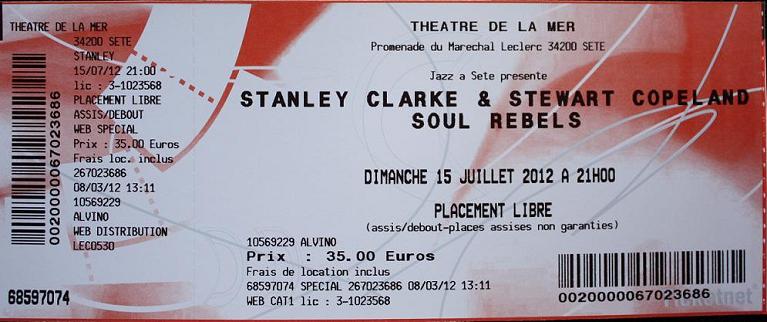 THEATRE DE LA MER
34200 SETE
STANLEY
15/07/12 21:00
lic : 3-1023568
PLACEMENT LIBRE
ASSIS/DEBOUT
WEB SPECIAL
Prix : 35.00 Euros
Frais loc. inclus
267023686
08/03/12 13:11
10569229
ALVINO
WEB DISTRIBUTION
LEC0530
0020000067023686
68597074
THEATRE DE LA MER
Promenade du Marechal Leclerc 34200 SETE
Jazz a Sete presente
STANLEY CLARKE & STEWART COPELAND
SOUL REBELS
DIMANCHE 15 JUILLET 2012 A 21H00
PLACEMENT LIBRE
(assis/debout-places assises non garanties)
10569229 ALVINO
Prix : 35.00 Euros
Frais de location inclus
68597074 SPECIAL 267023686 08/03/12 13:11
WEB CAT1 lic : 3-1023568
0020000067023686
ticketnet